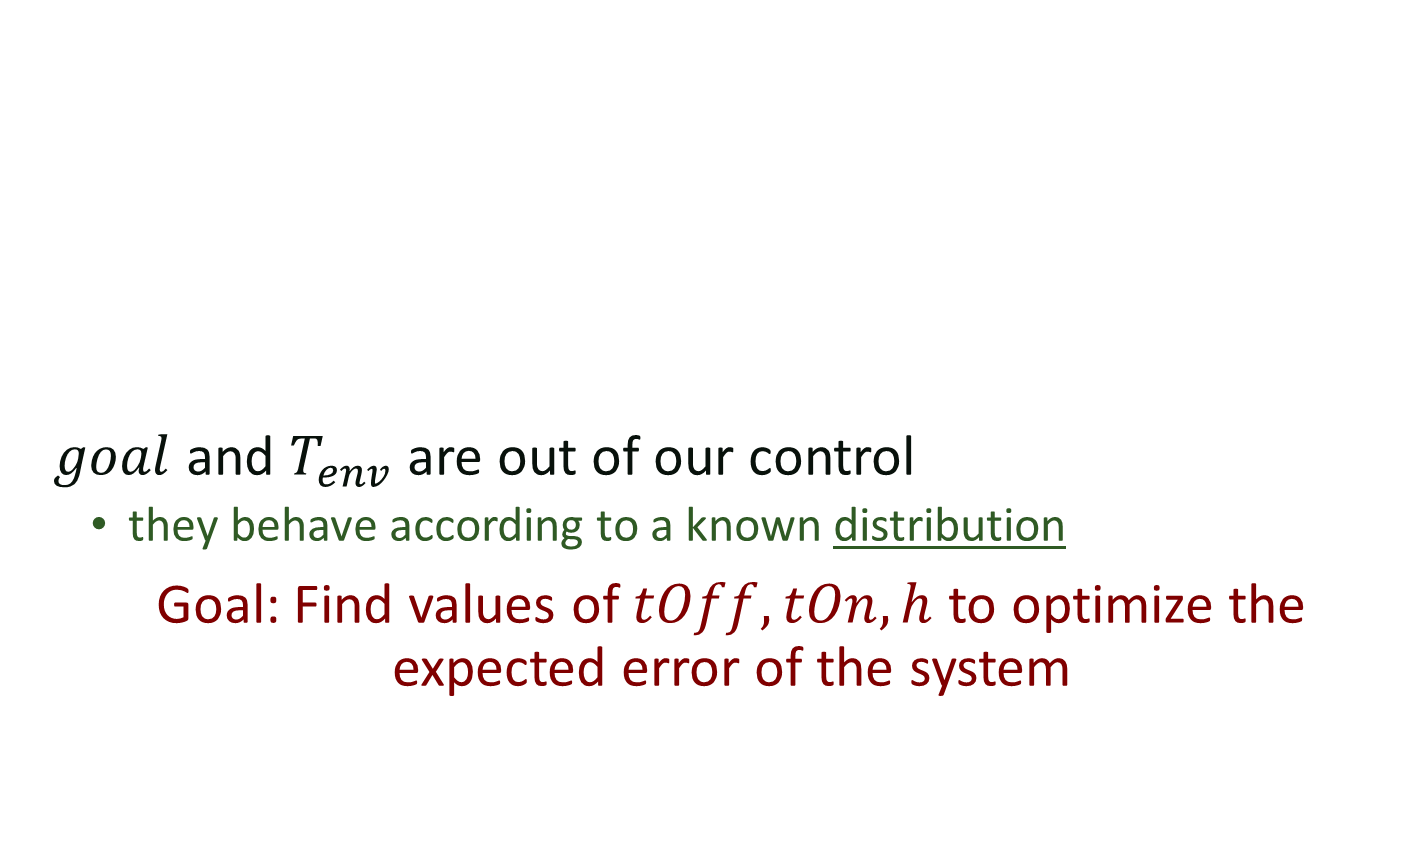 goal and T_env are out of our control
• they behave according to a known distribution
Goal: Find values of tOff, tOn, h to optimize the
expected error of the system